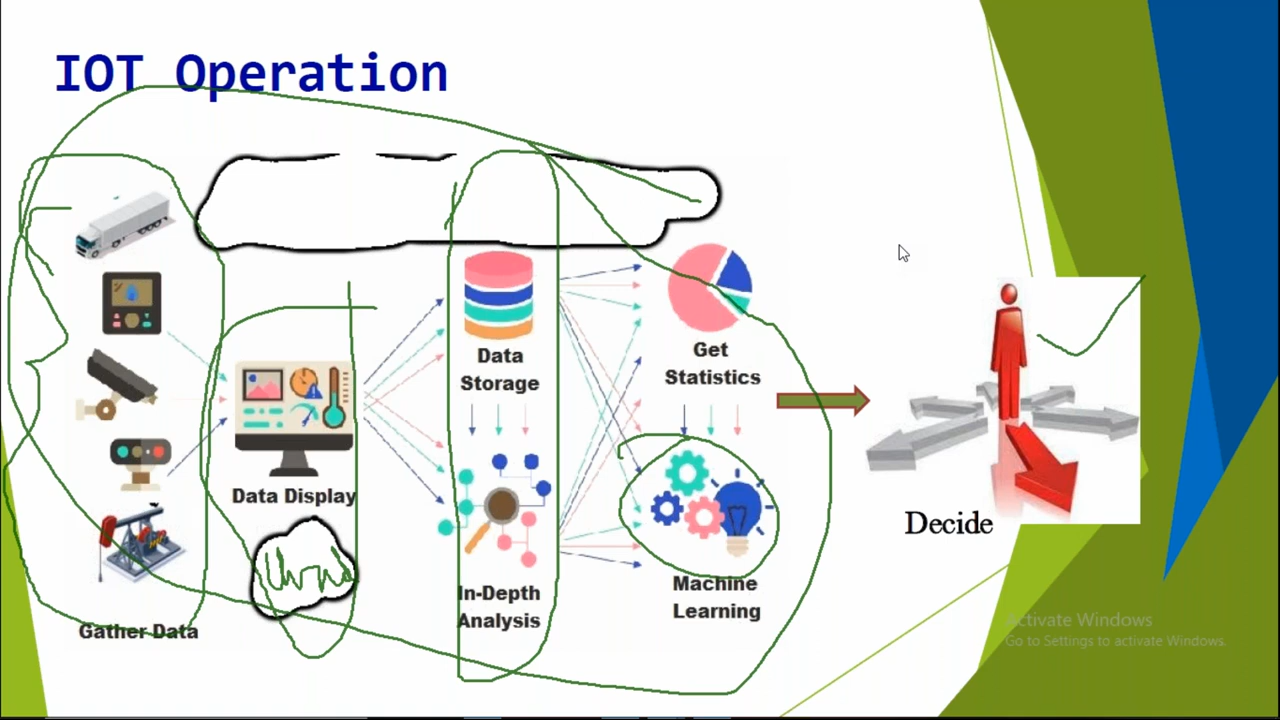 IOT Operation
Data
Storage
Get
Statistics
Data Display
Decide
In-Depth
Analysis
Machine
Learning
Gather Data
Activate Windows
Go to Settings to activate Windows.